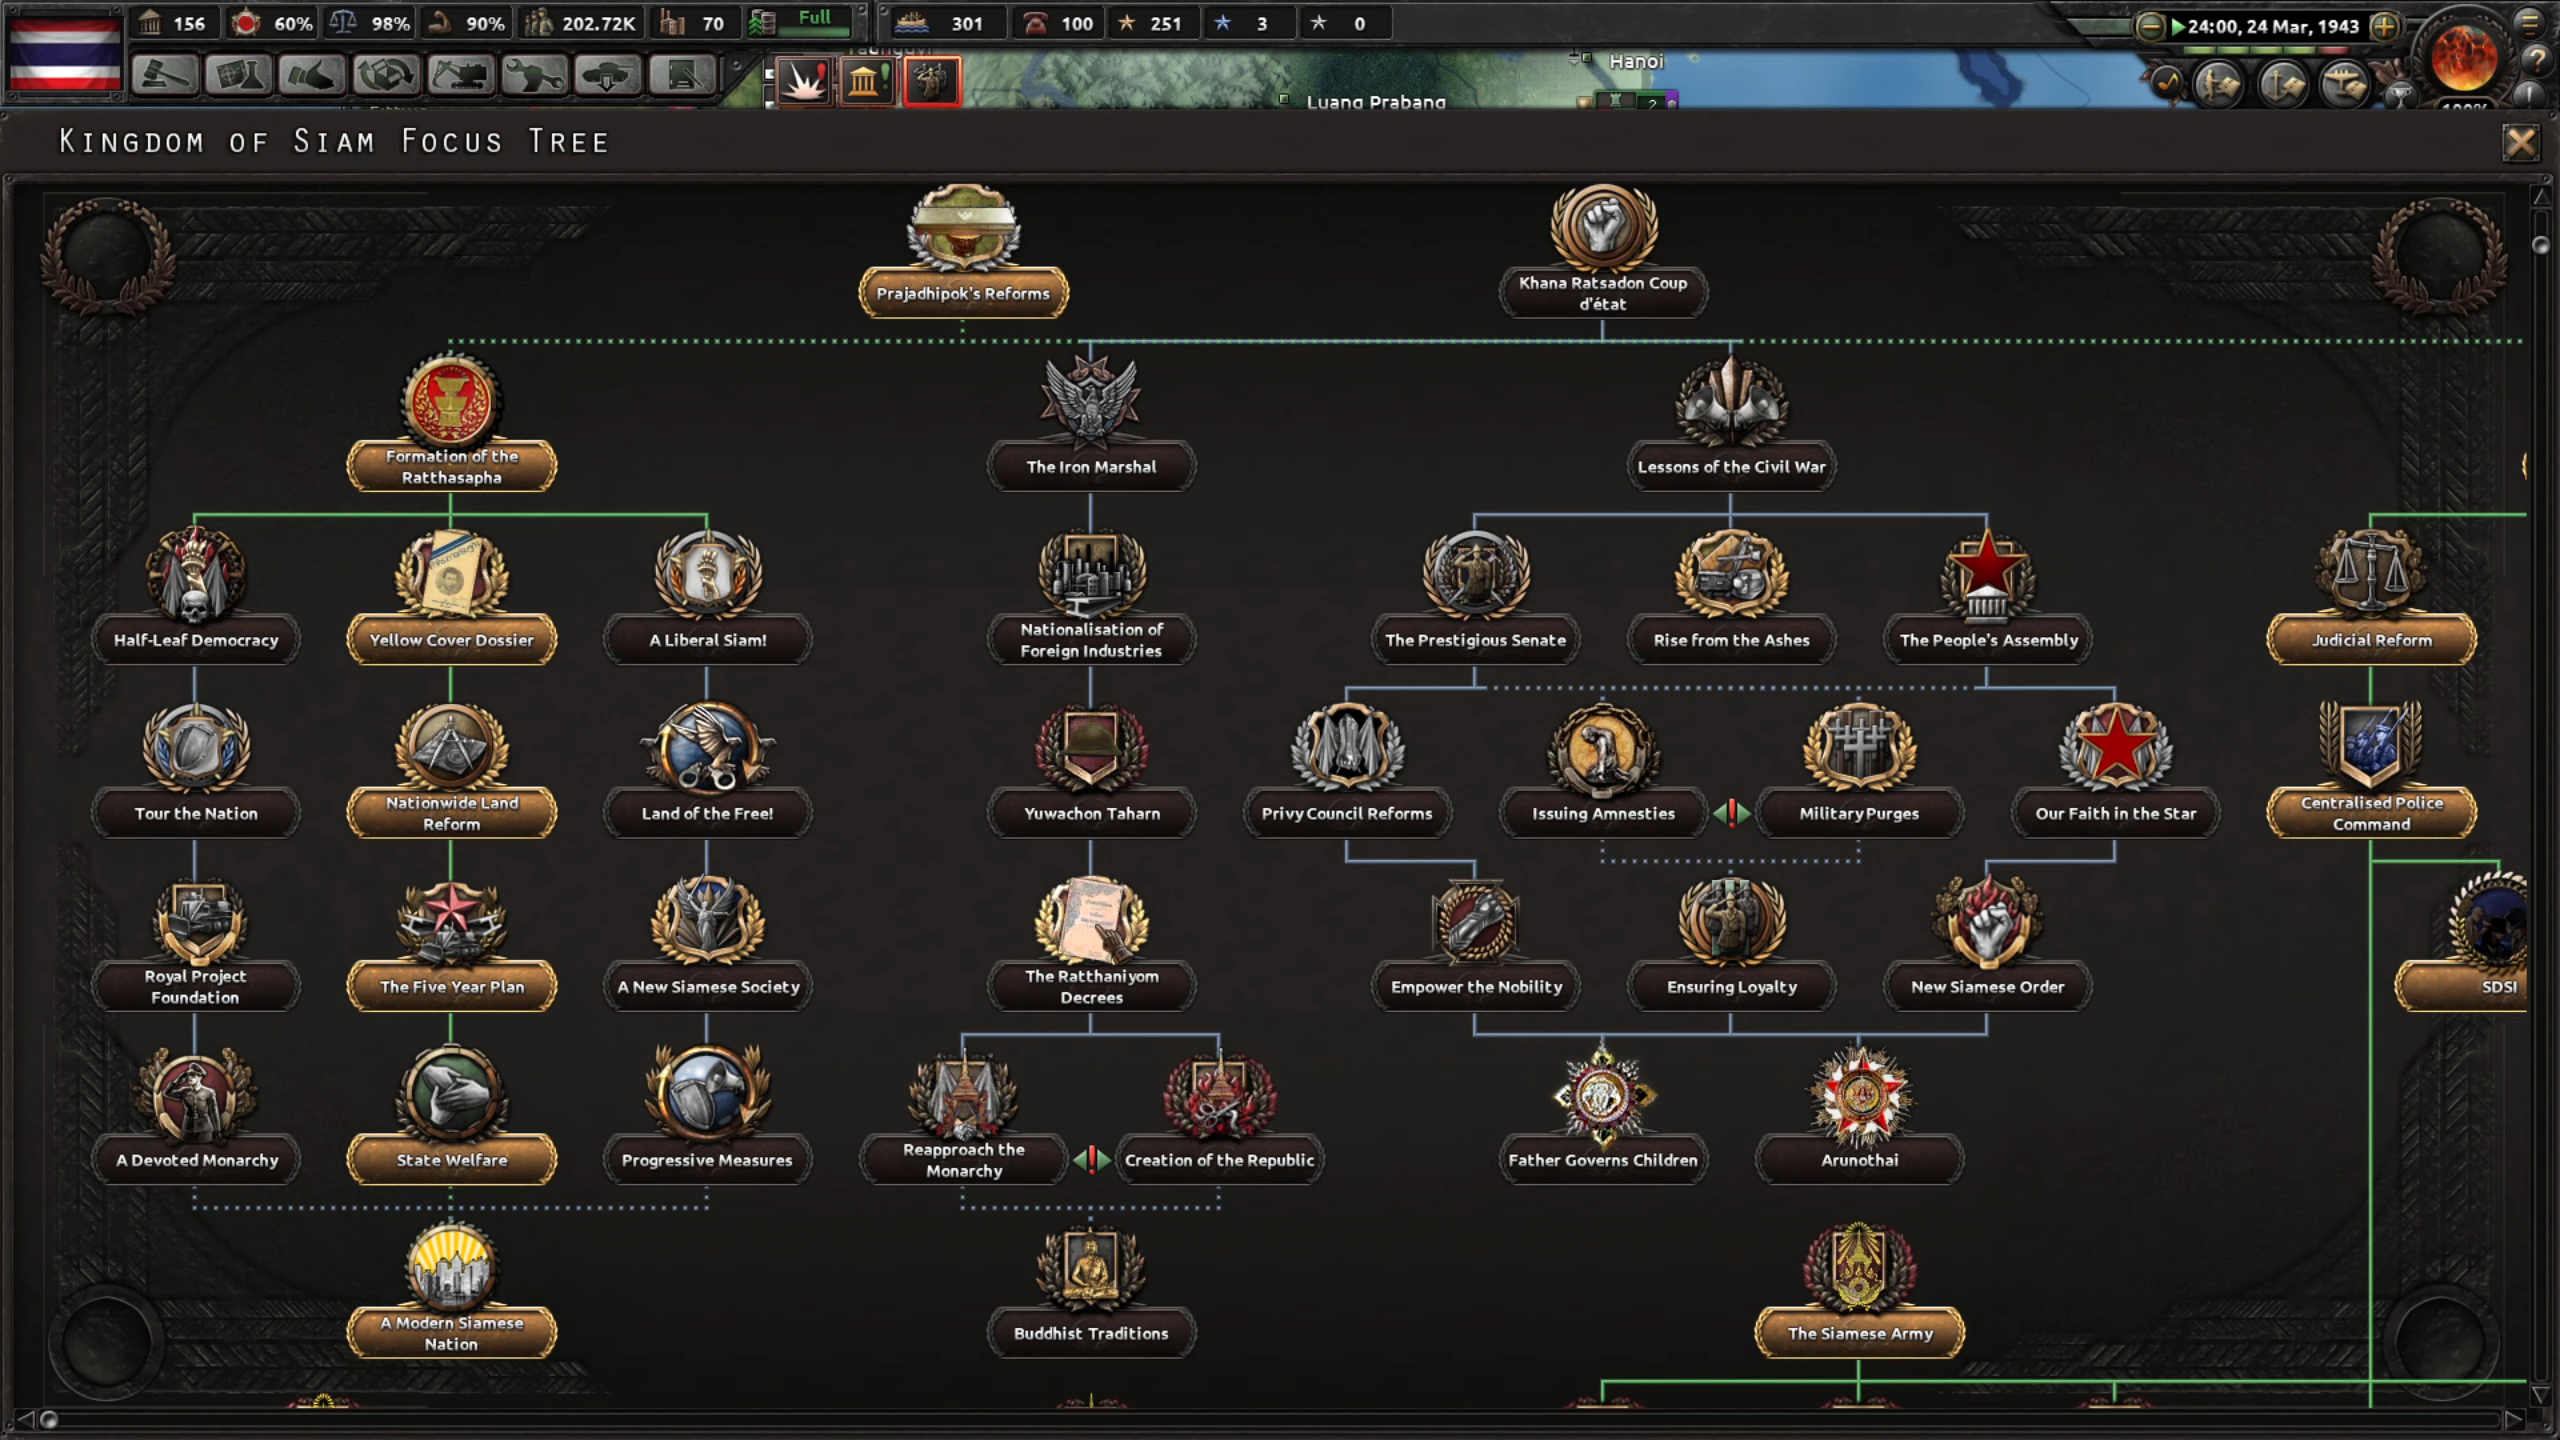 156
60%
98%
90%
202.72K
70
Full
301
100
251
3
0
24:00, 24 Mar, 1943
Hanoi
Luang Prabang
2
Kingdom of Siam Focus Tree
Prajadhipok's Reforms
Khana Ratsadon Coup
d'état
Formation of the
Ratthasapha
The Iron Marshal
Lessons of the Civil War
Half-Leaf Democracy
Yellow Cover Dossier
A Liberal Siam!
Nationalisation of
Foreign Industries
The Prestigious Senate
Rise from the Ashes
The People's Assembly
Judicial Reform
Tour the Nation
Nationwide Land
Reform
Land of the Free!
Yuwachon Taharn
Privy Council Reforms
Issuing Amnesties
Military Purges
Our Faith in the Star
Centralised Police
Command
Royal Project
Foundation
The Five Year Plan
A New Siamese Society
The Ratthaniyom
Decrees
Empower the Nobility
Ensuring Loyalty
New Siamese Order
SDSI
A Devoted Monarchy
State Welfare
Progressive Measures
Reapproach the
Monarchy
Creation of the Republic
Father Governs Children
Arunothai
A Modern Siamese
Nation
Buddhist Traditions
The Siamese Army